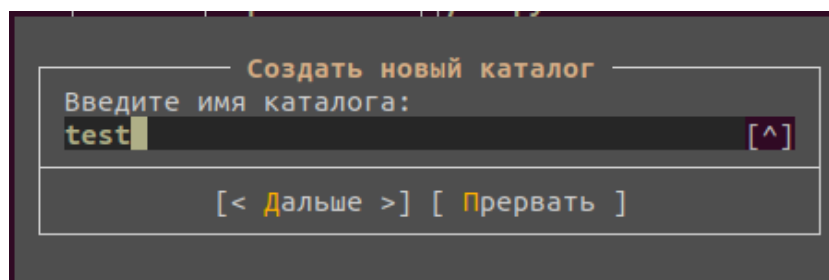 Создать новый каталог
Введите имя каталога:
test [^]
[< Дальше >] [ Прервать ]